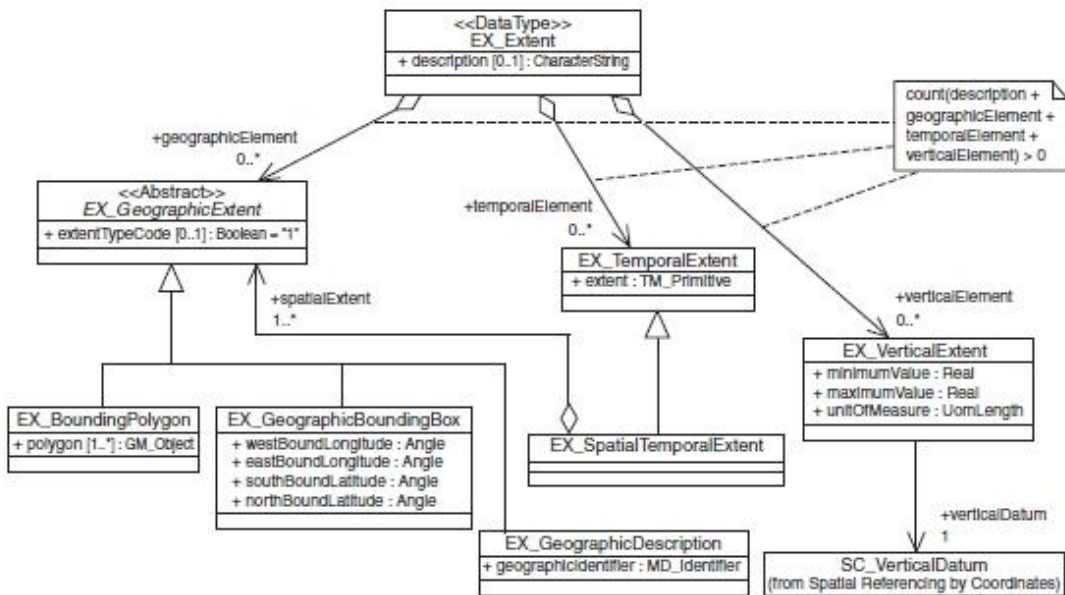 <<DataType>>
EX_Extent
+ description [0..1] : CharacterString
count(description +
geographicElement +
temporalElement +
verticalElement) > 0
+geographicElement
0..*
<<Abstract>>
EX_GeographicExtent
+ extentTypeCode [0..1] : Boolean = "1"
+temporalElement
0..*
EX_TemporalExtent
+ extent : TM_Primitive
+spatialExtent
1..*
+verticalElement
0..*
EX_VerticalExtent
+ minimumValue : Real
+ maximumValue : Real
+ unitOfMeasure : UomLength
EX_BoundingPolygon
+ polygon [1..*] : GM_Object
EX_GeographicBoundingBox
+ westBoundLongitude : Angle
+ eastBoundLongitude : Angle
+ southBoundLatitude : Angle
+ northBoundLatitude : Angle
EX_SpatialTemporalExtent
EX_GeographicDescription
+ geographicIdentifier : MD_Identifier
+verticalDatum
1
SC_VerticalDatum
(from Spatial Referencing by Coordinates)